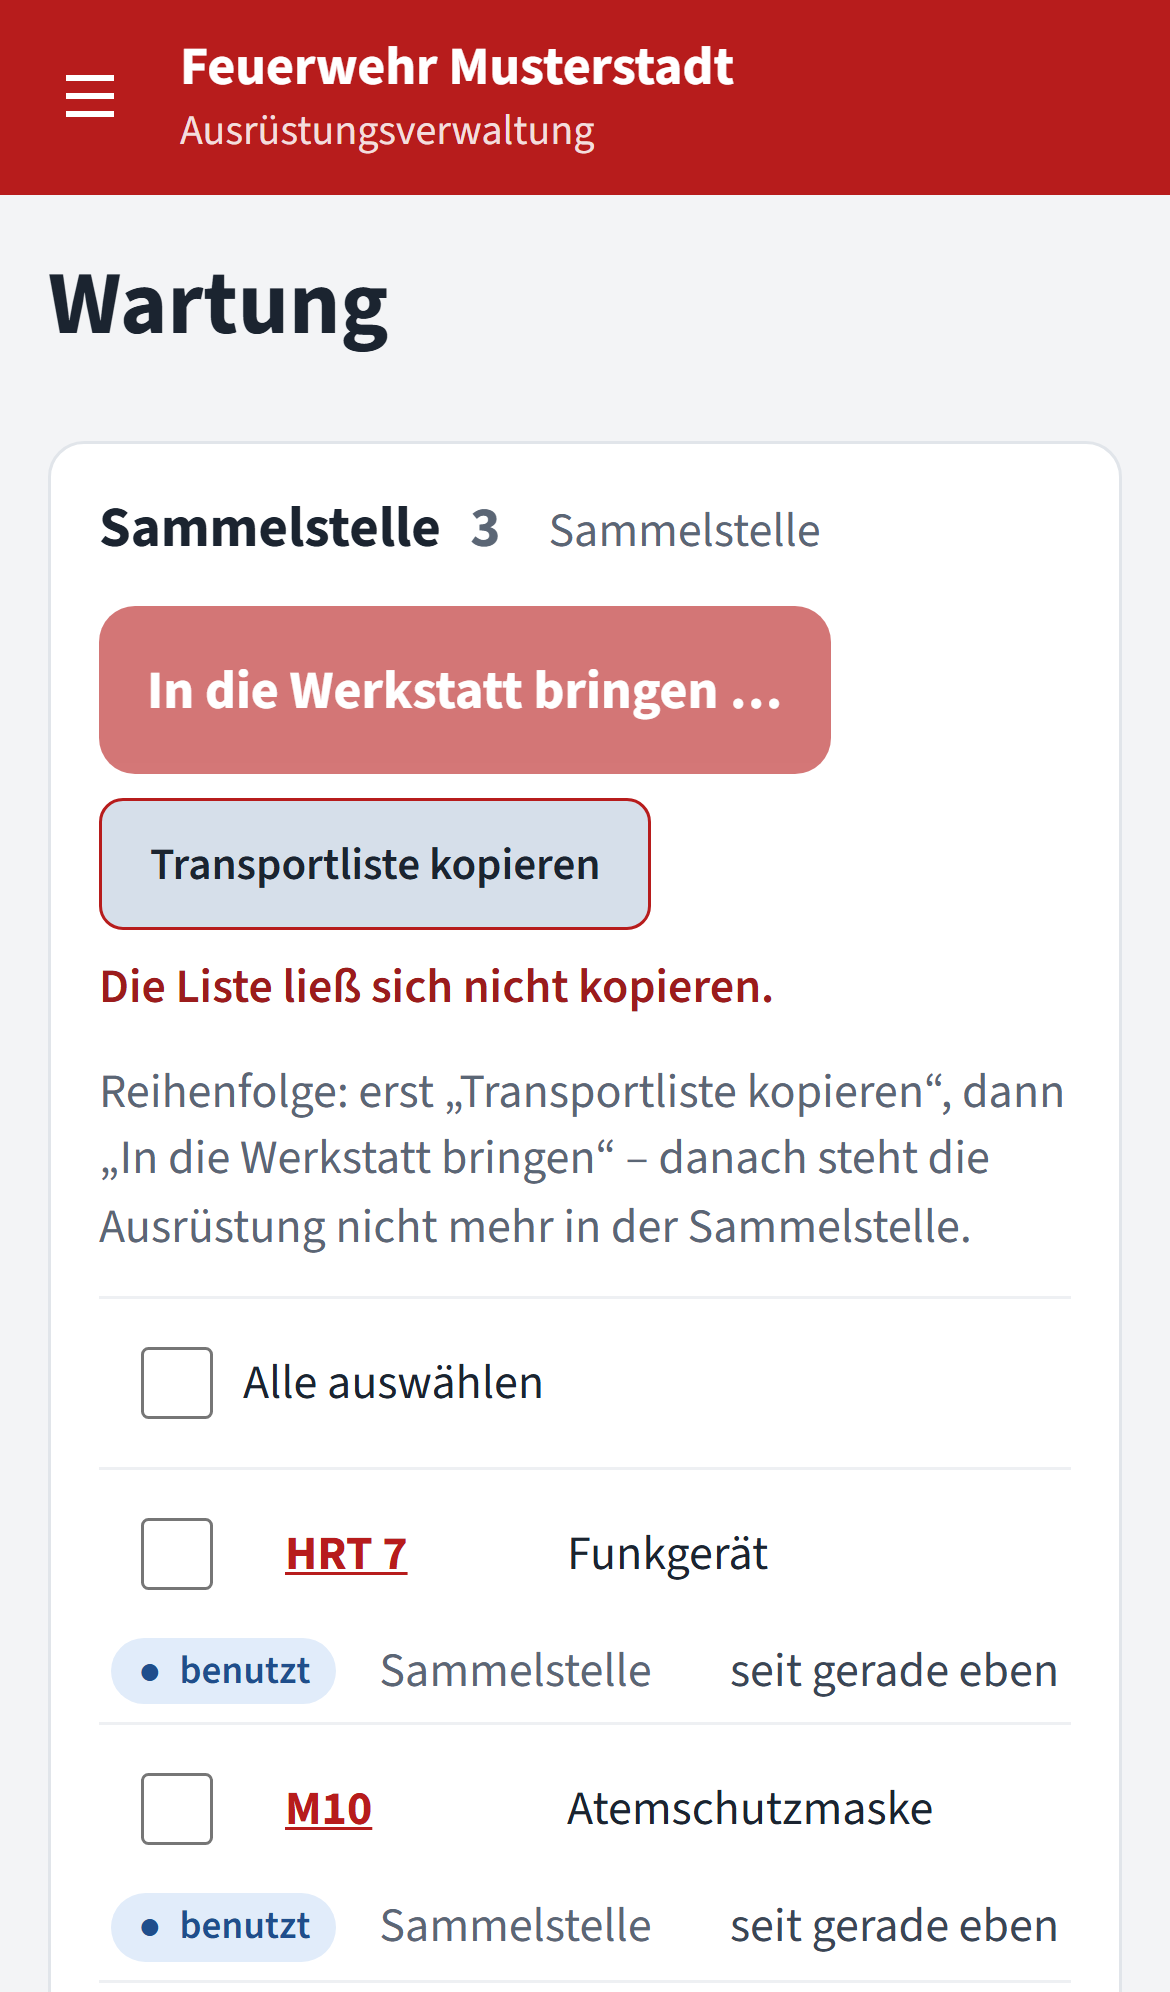 Feuerwehr Musterstadt
Ausrüstungsverwaltung
Wartung
Sammelstelle 3 Sammelstelle
In die Werkstatt bringen …
Transportliste kopieren
Die Liste ließ sich nicht kopieren.
Reihenfolge: erst „Transportliste kopieren“, dann
„In die Werkstatt bringen“ – danach steht die
Ausrüstung nicht mehr in der Sammelstelle.
Alle auswählen
HRT 7 Funkgerät
benutzt Sammelstelle seit gerade eben
M10 Atemschutzmaske
benutzt Sammelstelle seit gerade eben